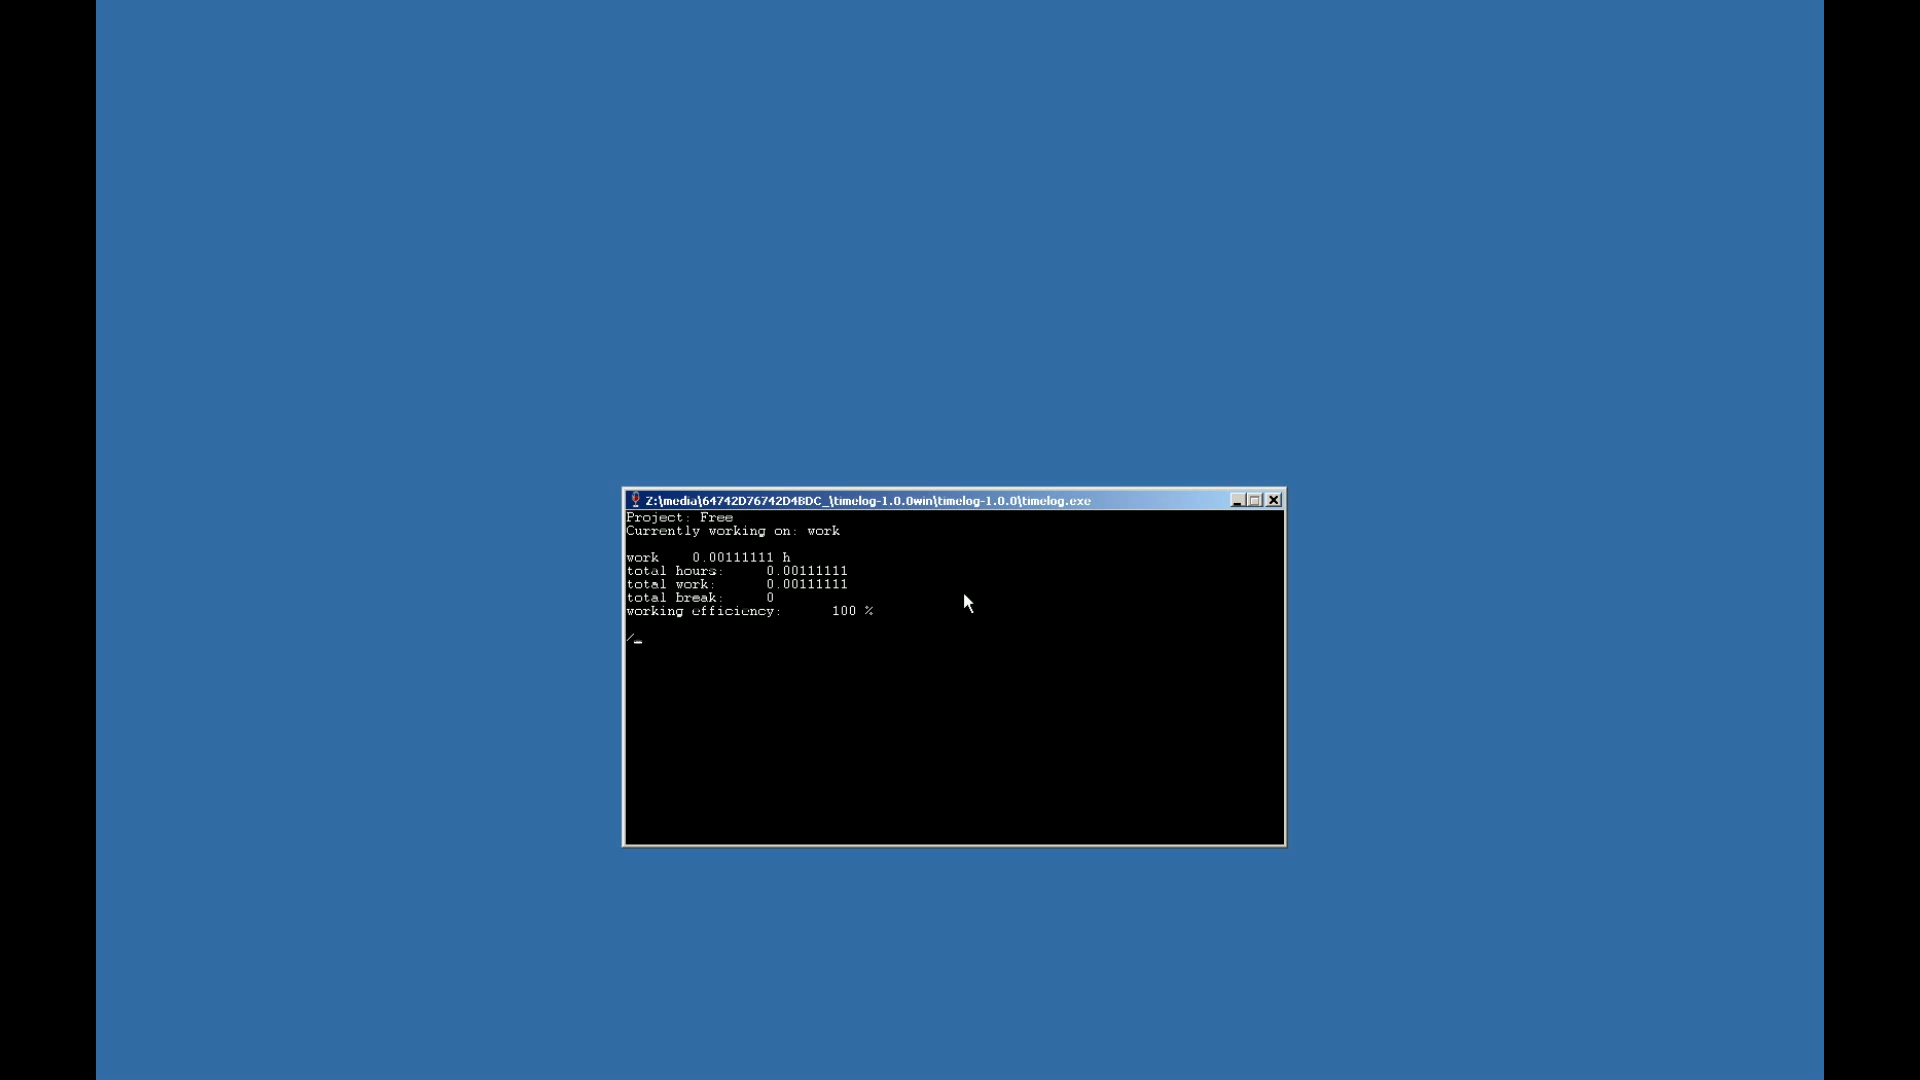 Z:\media\64742D76742D4BDC_\timelog-1.0.0win\timelog-1.0.0\timelog.exe
Project: Free
Currently working on: work
work 0.00111111 h
total hours: 0.00111111
total work: 0.00111111
total break: 0
working efficiency: 100 %
/_